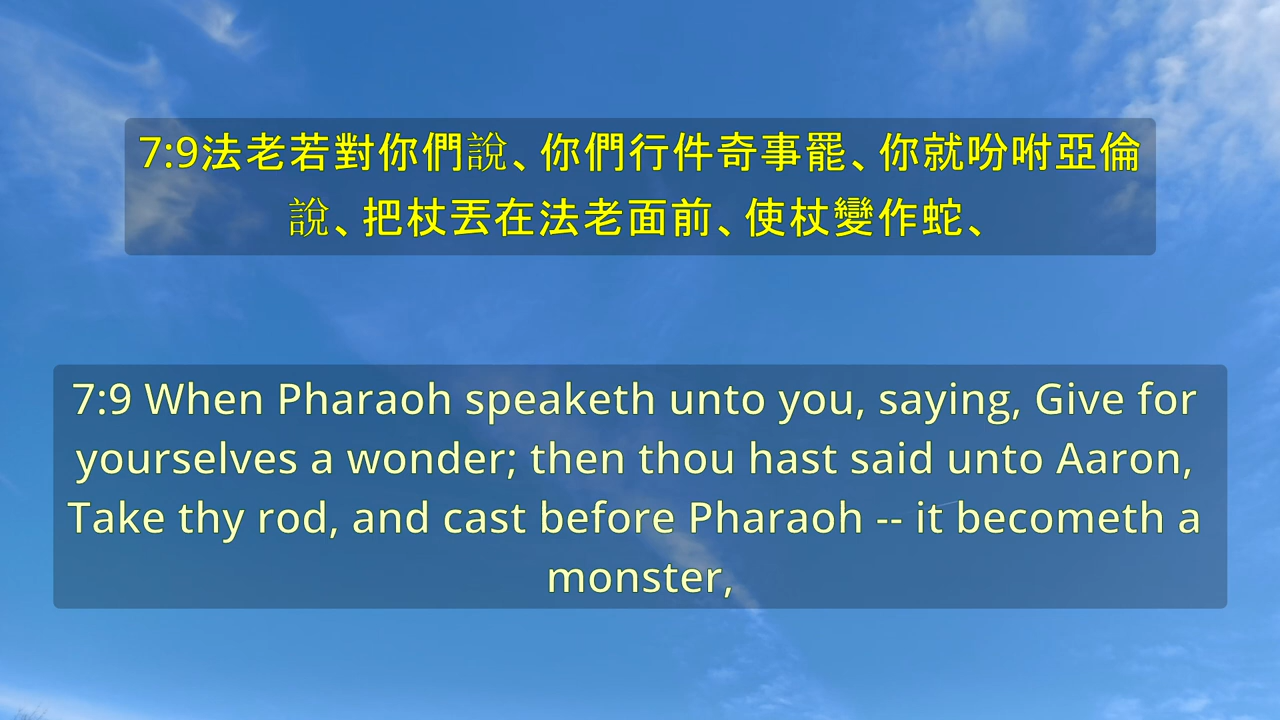 7:9法老若對你們說、你們行件奇事罷、你就吩咐亞倫
說、把杖丟在法老面前、使杖變作蛇、
7:9 When Pharaoh speaketh unto you, saying, Give for
yourselves a wonder; then thou hast said unto Aaron,
Take thy rod, and cast before Pharaoh -- it becometh a
monster,